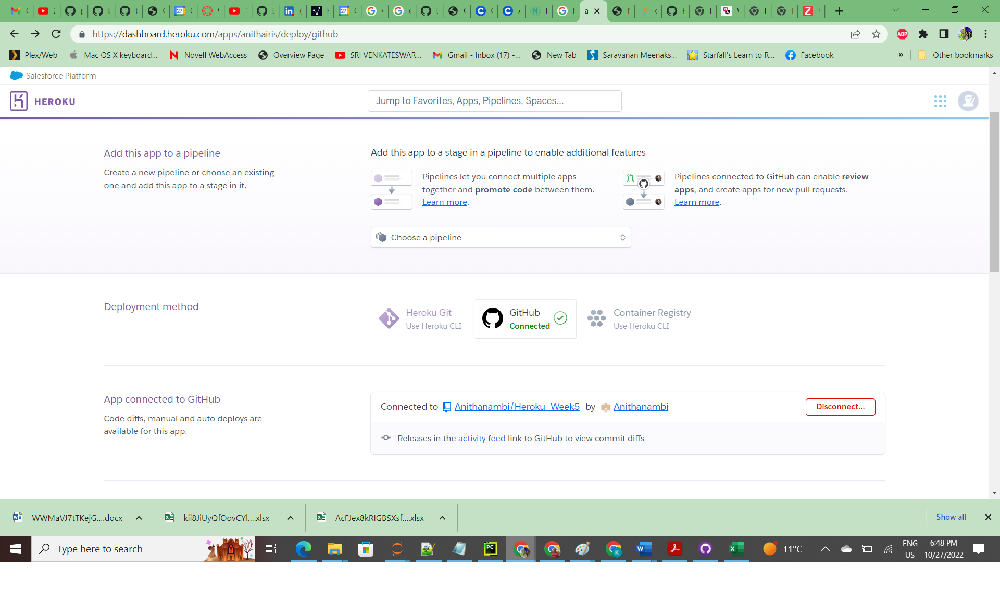 https://dashboard.heroku.com/apps/anithairis/deploy/github
ABP
Plex/Web
Mac OS X keyboard...
Novell WebAccess
Overview Page
SRI VENKATESWAR...
Gmail - Inbox (17) -...
New Tab
Saravanan Meenaks...
Starfall's Learn to R...
Facebook
»
Other bookmarks
Salesforce Platform
HEROKU
Jump to Favorites, Apps, Pipelines, Spaces...
Add this app to a pipeline
Create a new pipeline or choose an existing
one and add this app to a stage in it.
Add this app to a stage in a pipeline to enable additional features
Pipelines let you connect multiple apps
together and promote code between them.
Learn more.
Pipelines connected to GitHub can enable review
apps, and create apps for new pull requests.
Learn more.
Choose a pipeline
Deployment method
Heroku Git
Use Heroku CLI
GitHub
Connected
Container Registry
Use Heroku CLI
App connected to GitHub
Code diffs, manual and auto deploys are
available for this app.
Connected to Anithanambi/Heroku_Week5 by Anithanambi
Disconnect...
Releases in the activity feed link to GitHub to view commit diffs
WWMaVJ7tTKejG....docx
kii8JiUyQfOovCYl....xlsx
AcFJex8kRIGBSXsf....xlsx
Show all
Type here to search
11°C
ENG
US
6:48 PM
10/27/2022